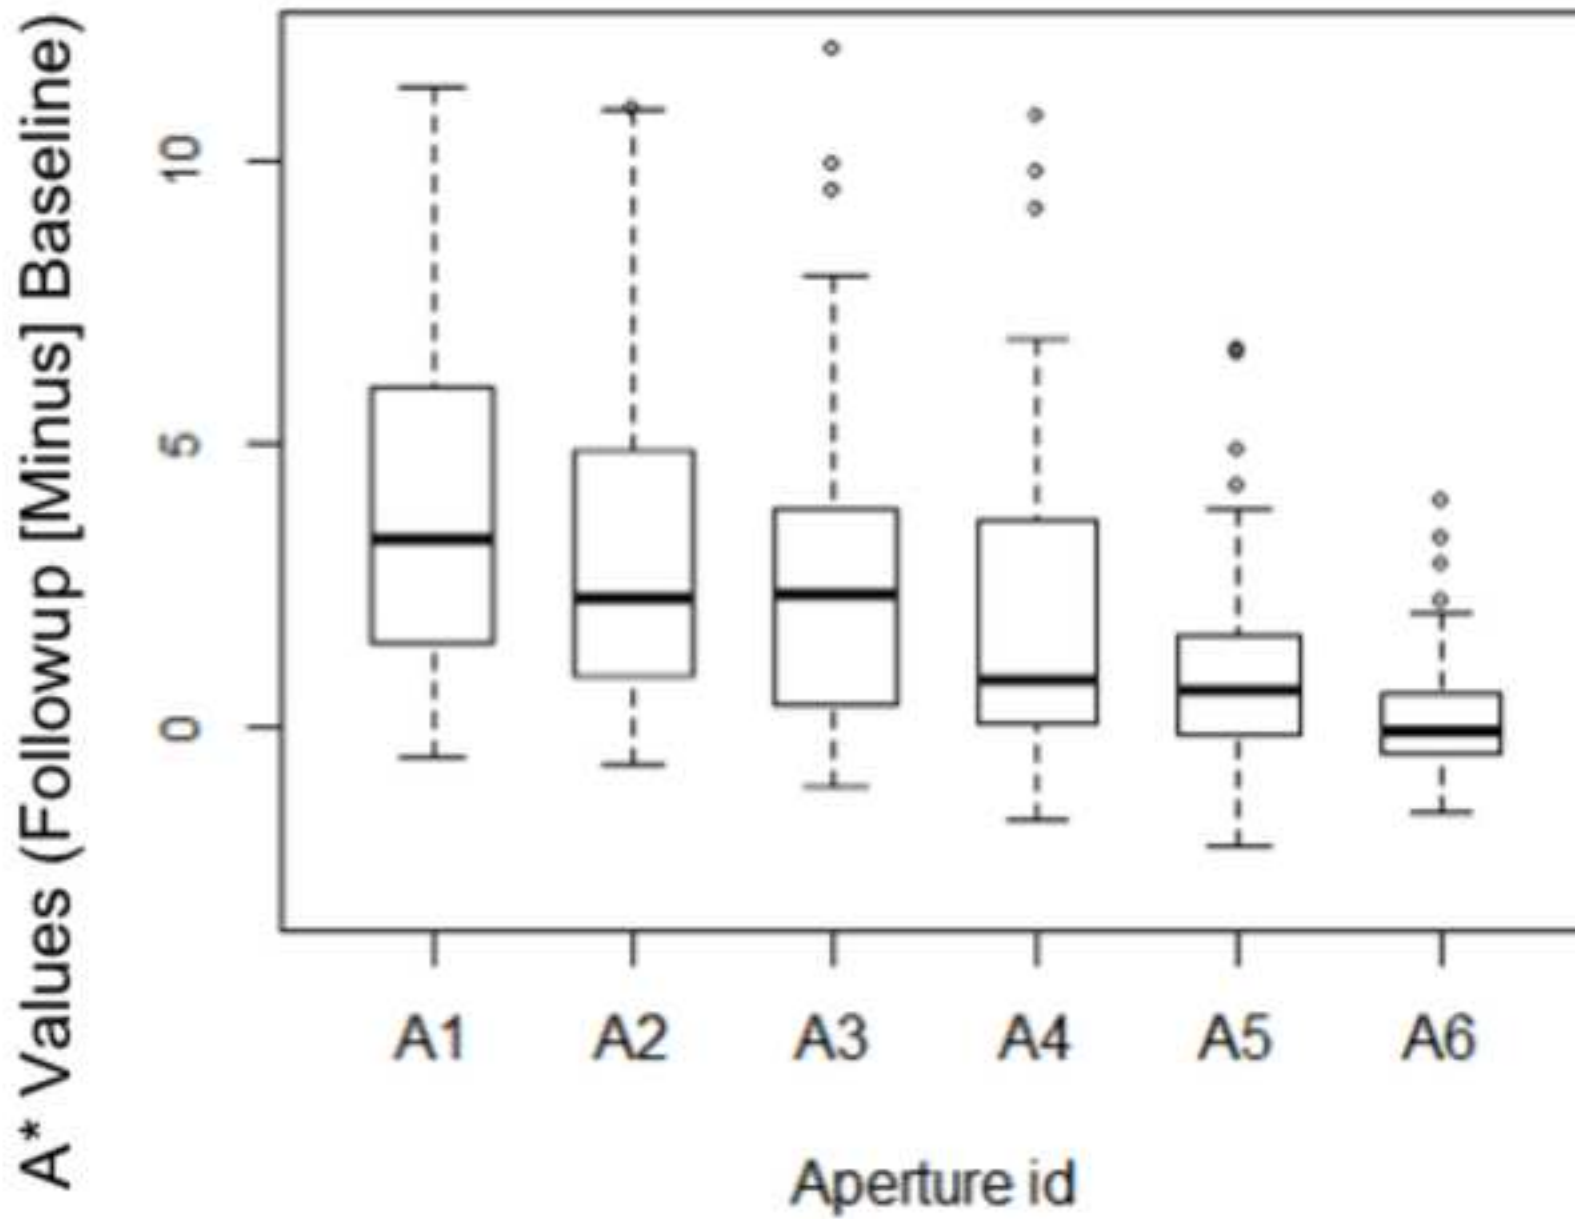 A* Values (Followup [Minus] Baseline)
10
5
0
A1 A2 A3 A4 A5 A6
Aperture id